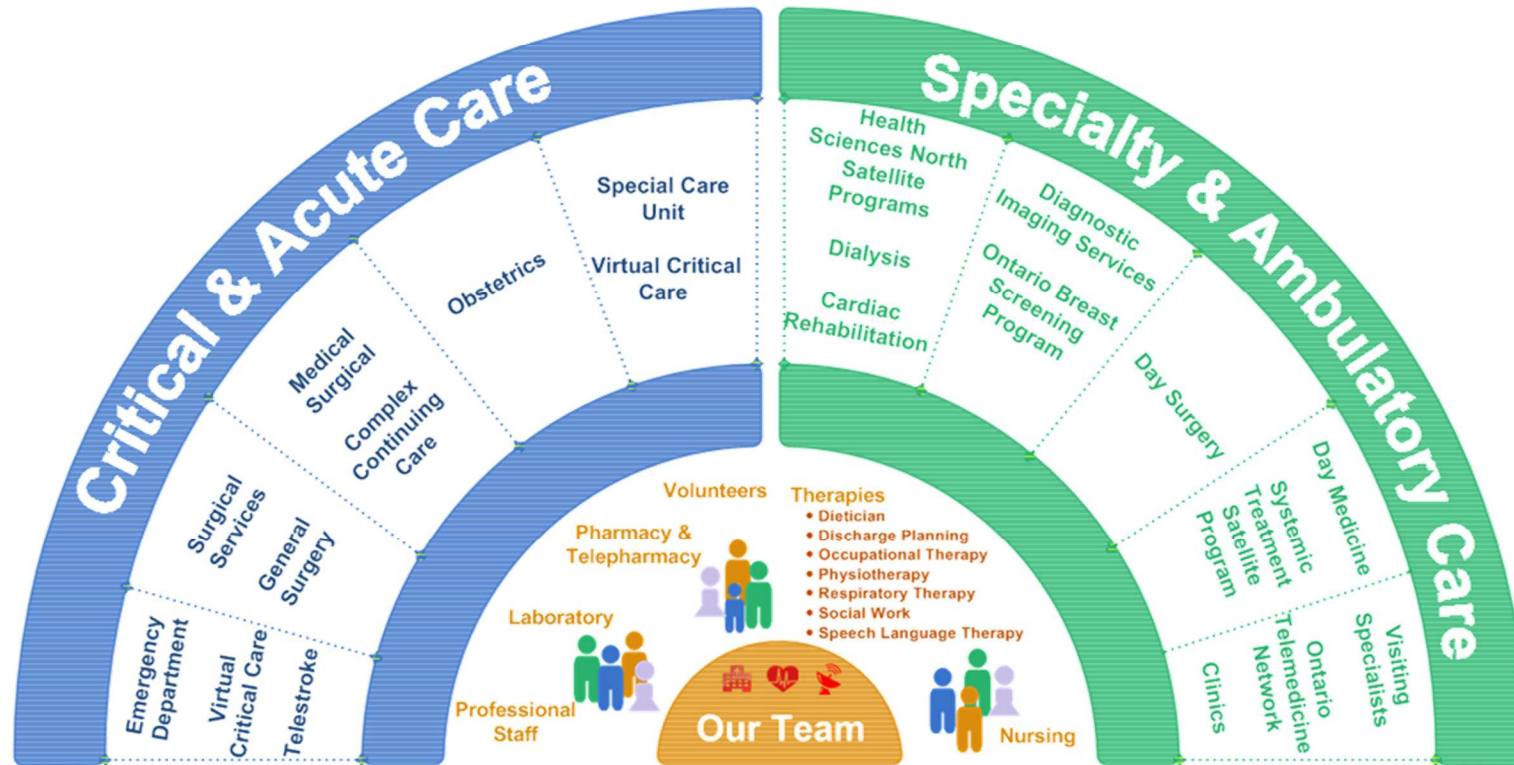 Critical & Acute Care
Emergency
Department
Virtual
Critical Care
Telestroke
Surgical
Services
General
Surgery
Medical
Surgical
Complex
Continuing
Care
Obstetrics
Special Care
Unit
Virtual Critical
Care
Specialty & Ambulatory Care
Health
Sciences North
Satellite
Programs
Dialysis
Cardiac
Rehabilitation
Diagnostic
Imaging Services
Ontario Breast
Screening
Program
Day Surgery
Day Medicine
Systemic
Treatment
Satellite
Program
Visiting
Specialists
Ontario
Telemedicine
Network
Clinics
Volunteers
Pharmacy &
Telepharmacy
Laboratory
Professional
Staff
Therapies
• Dietician
• Discharge Planning
• Occupational Therapy
• Physiotherapy
• Respiratory Therapy
• Social Work
• Speech Language Therapy
Nursing
Our Team